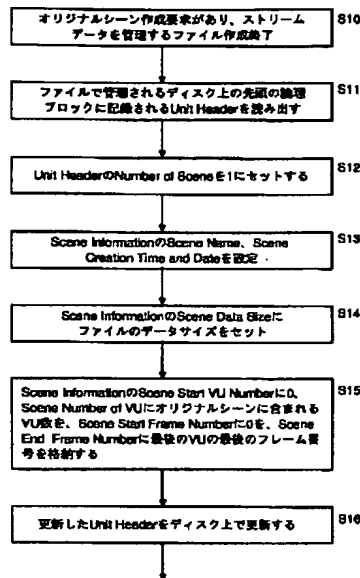 オリジナルシーン作成要求があり、ストリーム
データを管理するファイル作成終了
S10
ファイルで管理されるディスク上の先頭の論理
ブロックに記録されるUnit Headerを読み出す
S11
Unit HeaderのNumber of Sceneを1にセットする
S12
Scene InformationのScene Name、Scene
Creation Time and Dateを設定
S13
Scene InformationのScene Data Sizeに
ファイルのデータサイズをセット
S14
Scene InformationのScene Start VU Numberに0、
Scene Number of VUにオリジナルシーンに含まれる
VU数を、Scene Start Frame Numberに0を、Scene
End Frame Numberに最後のVUの最後のフレーム番
号を格納する
S15
更新したUnit Headerをディスク上で更新する
S16